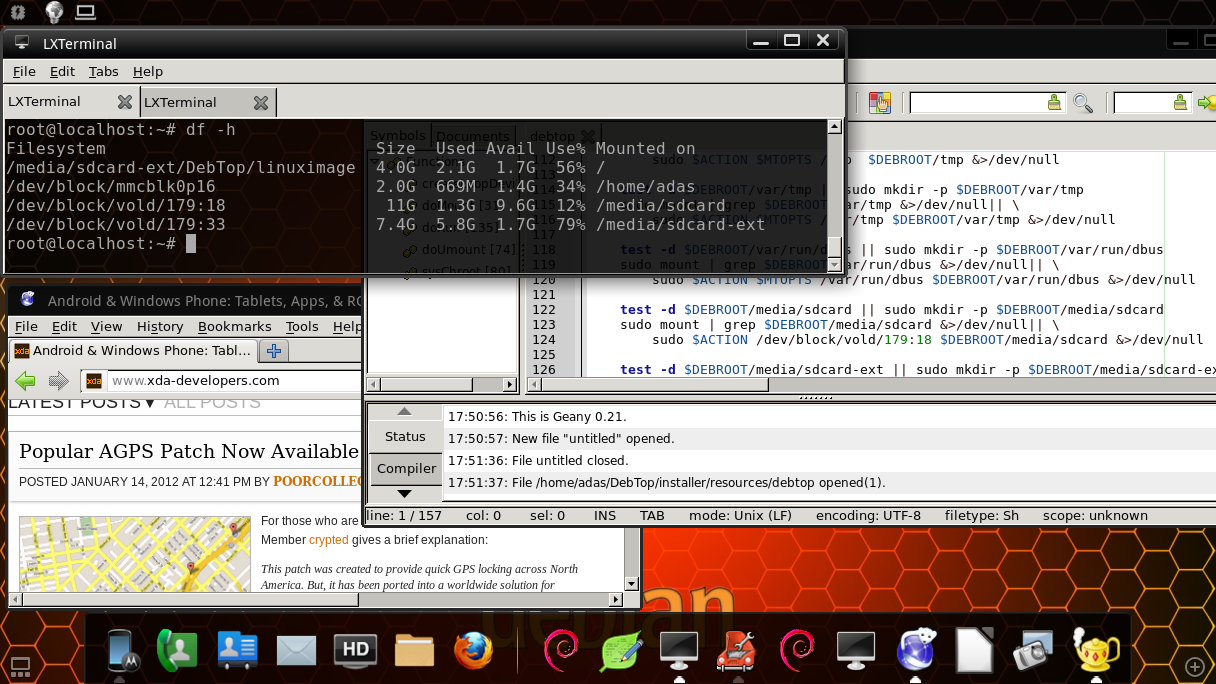 LXTerminal
File Edit Tabs Help
LXTerminal LXTerminal
root@localhost:~# df -h
Filesystem Size Used Avail Use% Mounted on
/media/sdcard-ext/DebTop/linuximage 4.0G 2.1G 1.7G 56% /
/dev/block/mmcblk0p16 2.0G 669M 1.4G 34% /home/adas
/dev/block/vold/179:18 11G 1.3G 9.6G 12% /media/sdcard
/dev/block/vold/179:33 7.4G 5.8G 1.7G 79% /media/sdcard-ext
root@localhost:~#
Symbols Documents debtop
doUmount [74]
sysChroot [80]
112 sudo $ACTION $MTOPTS $DEBROOT/tmp &>/dev/null
sudo mkdir -p $DEBROOT/var/tmp
var/tmp &>/dev/null|| \
/tmp $DEBROOT/var/tmp &>/dev/null
117
118 test -d $DEBROOT/var/run/dbus || sudo mkdir -p $DEBROOT/var/run/dbus
119 sudo mount | grep $DEBROOT/var/run/dbus &>/dev/null|| \
120 sudo $ACTION $MTOPTS /var/run/dbus $DEBROOT/var/run/dbus &>/dev/null
121
122 test -d $DEBROOT/media/sdcard || sudo mkdir -p $DEBROOT/media/sdcard
123 sudo mount | grep $DEBROOT/media/sdcard &>/dev/null|| \
124 sudo $ACTION /dev/block/vold/179:18 $DEBROOT/media/sdcard &>/dev/null
125
126 test -d $DEBROOT/media/sdcard-ext || sudo mkdir -p $DEBROOT/media/sdcard-ex
Status
Compiler
17:50:56: This is Geany 0.21.
17:50:57: New file "untitled" opened.
17:51:36: File untitled closed.
17:51:37: File /home/adas/DebTop/installer/resources/debtop opened(1).
line: 1 / 157 col: 0 sel: 0 INS TAB mode: Unix (LF) encoding: UTF-8 filetype: Sh scope: unknown
Android & Windows Phone: Tablets, Apps, & RO
File Edit View History Bookmarks Tools Help
xda Android & Windows Phone: Tabl...
xda www.xda-developers.com
LATEST POSTS▼ ALL POSTS
Popular AGPS Patch Now Available
POSTED JANUARY 14, 2012 AT 12:41 PM BY POORCOLLEG
For those who are
Member crypted gives a brief explanation:
This patch was created to provide quick GPS locking across North
America. But, it has been ported into a worldwide solution for
debian
HD